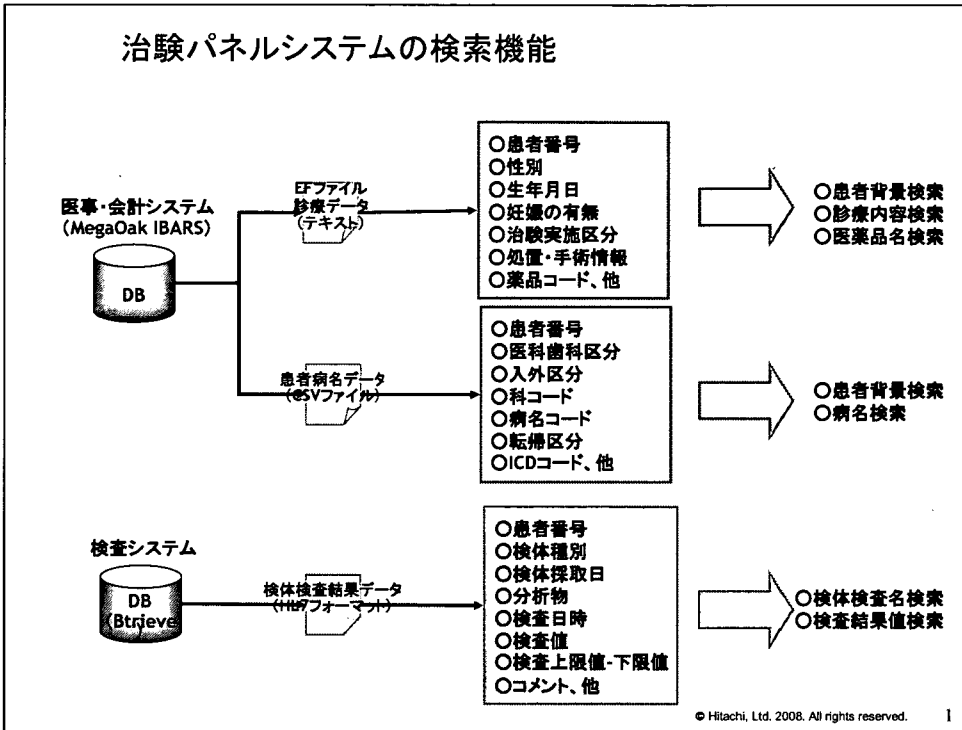 治験パネルシステムの検索機能
医事・会計システム
(MegaOak IBARS)
DB
EFファイル
診療データ
(テキスト)
○患者番号
○性別
○生年月日
○妊娠の有無
○治験実施区分
○処置・手術情報
○薬品コード、他
○患者背景検索
○診療内容検索
○医薬品名検索
患者病名データ
(CSVファイル)
○患者番号
○医科歯科区分
○入外区分
○科コード
○病名コード
○転帰区分
○ICDコード、他
○患者背景検索
○病名検索
検査システム
DB
(Btrieve
)
検体検査結果データ
(HL7フォーマット)
○患者番号
○検体種別
○検体採取日
○分析物
○検査日時
○検査値
○検査上限値-下限値
○コメント、他
○検体検査名検索
○検査結果値検索
© Hitachi, Ltd. 2008. All rights reserved. 1